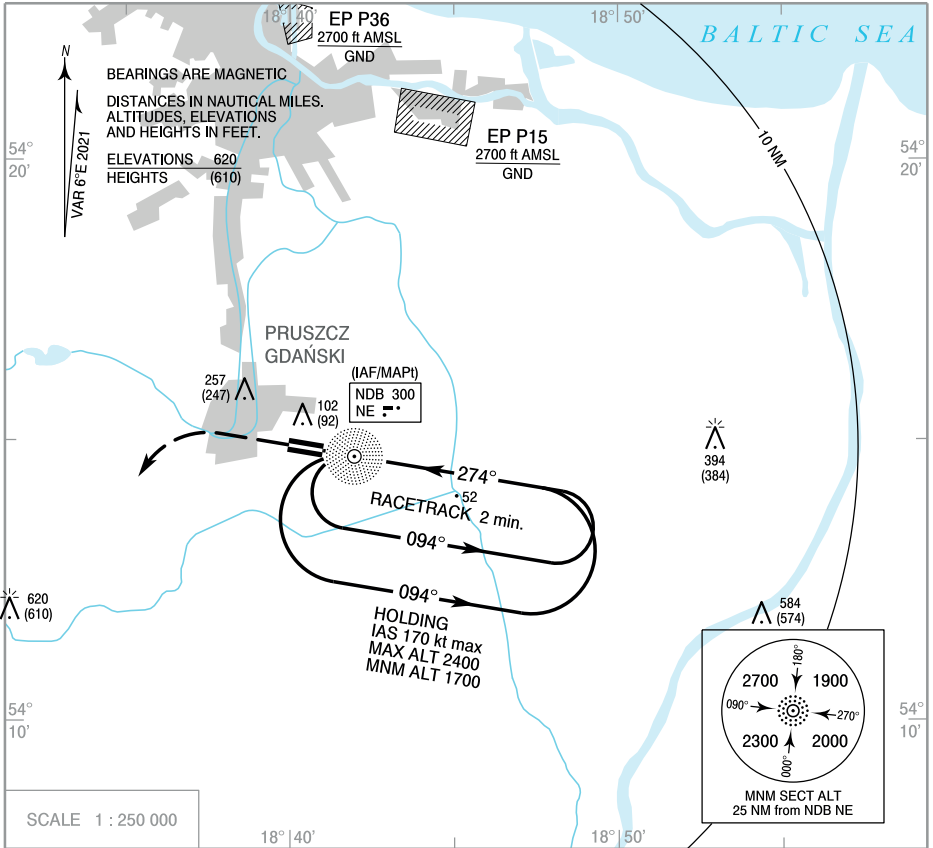 18°40'
EP P36
2700 ft AMSL
GND
18°50'
BALTIC SEA
N
VAR 6°E 2021
BEARINGS ARE MAGNETIC
DISTANCES IN NAUTICAL MILES.
ALTITUDES, ELEVATIONS
AND HEIGHTS IN FEET.
ELEVATIONS 620
HEIGHTS (610)
EP P15
2700 ft AMSL
GND
10 NM
54°
20'
54°
20'
PRUSZCZ
GDAŃSKI
257
(247)
102
(92)
(IAF/MAPt)
NDB 300
NE
394
(384)
274°
52
RACETRACK 2 min.
094°
094°
HOLDING
IAS 170 kt max
MAX ALT 2400
MNM ALT 1700
620
(610)
584
(574)
54°
10'
54°
10'
180°
2700 1900
090° 270°
2300 2000
000°
MNM SECT ALT
25 NM from NDB NE
SCALE 1 : 250 000
18°40'
18°50'